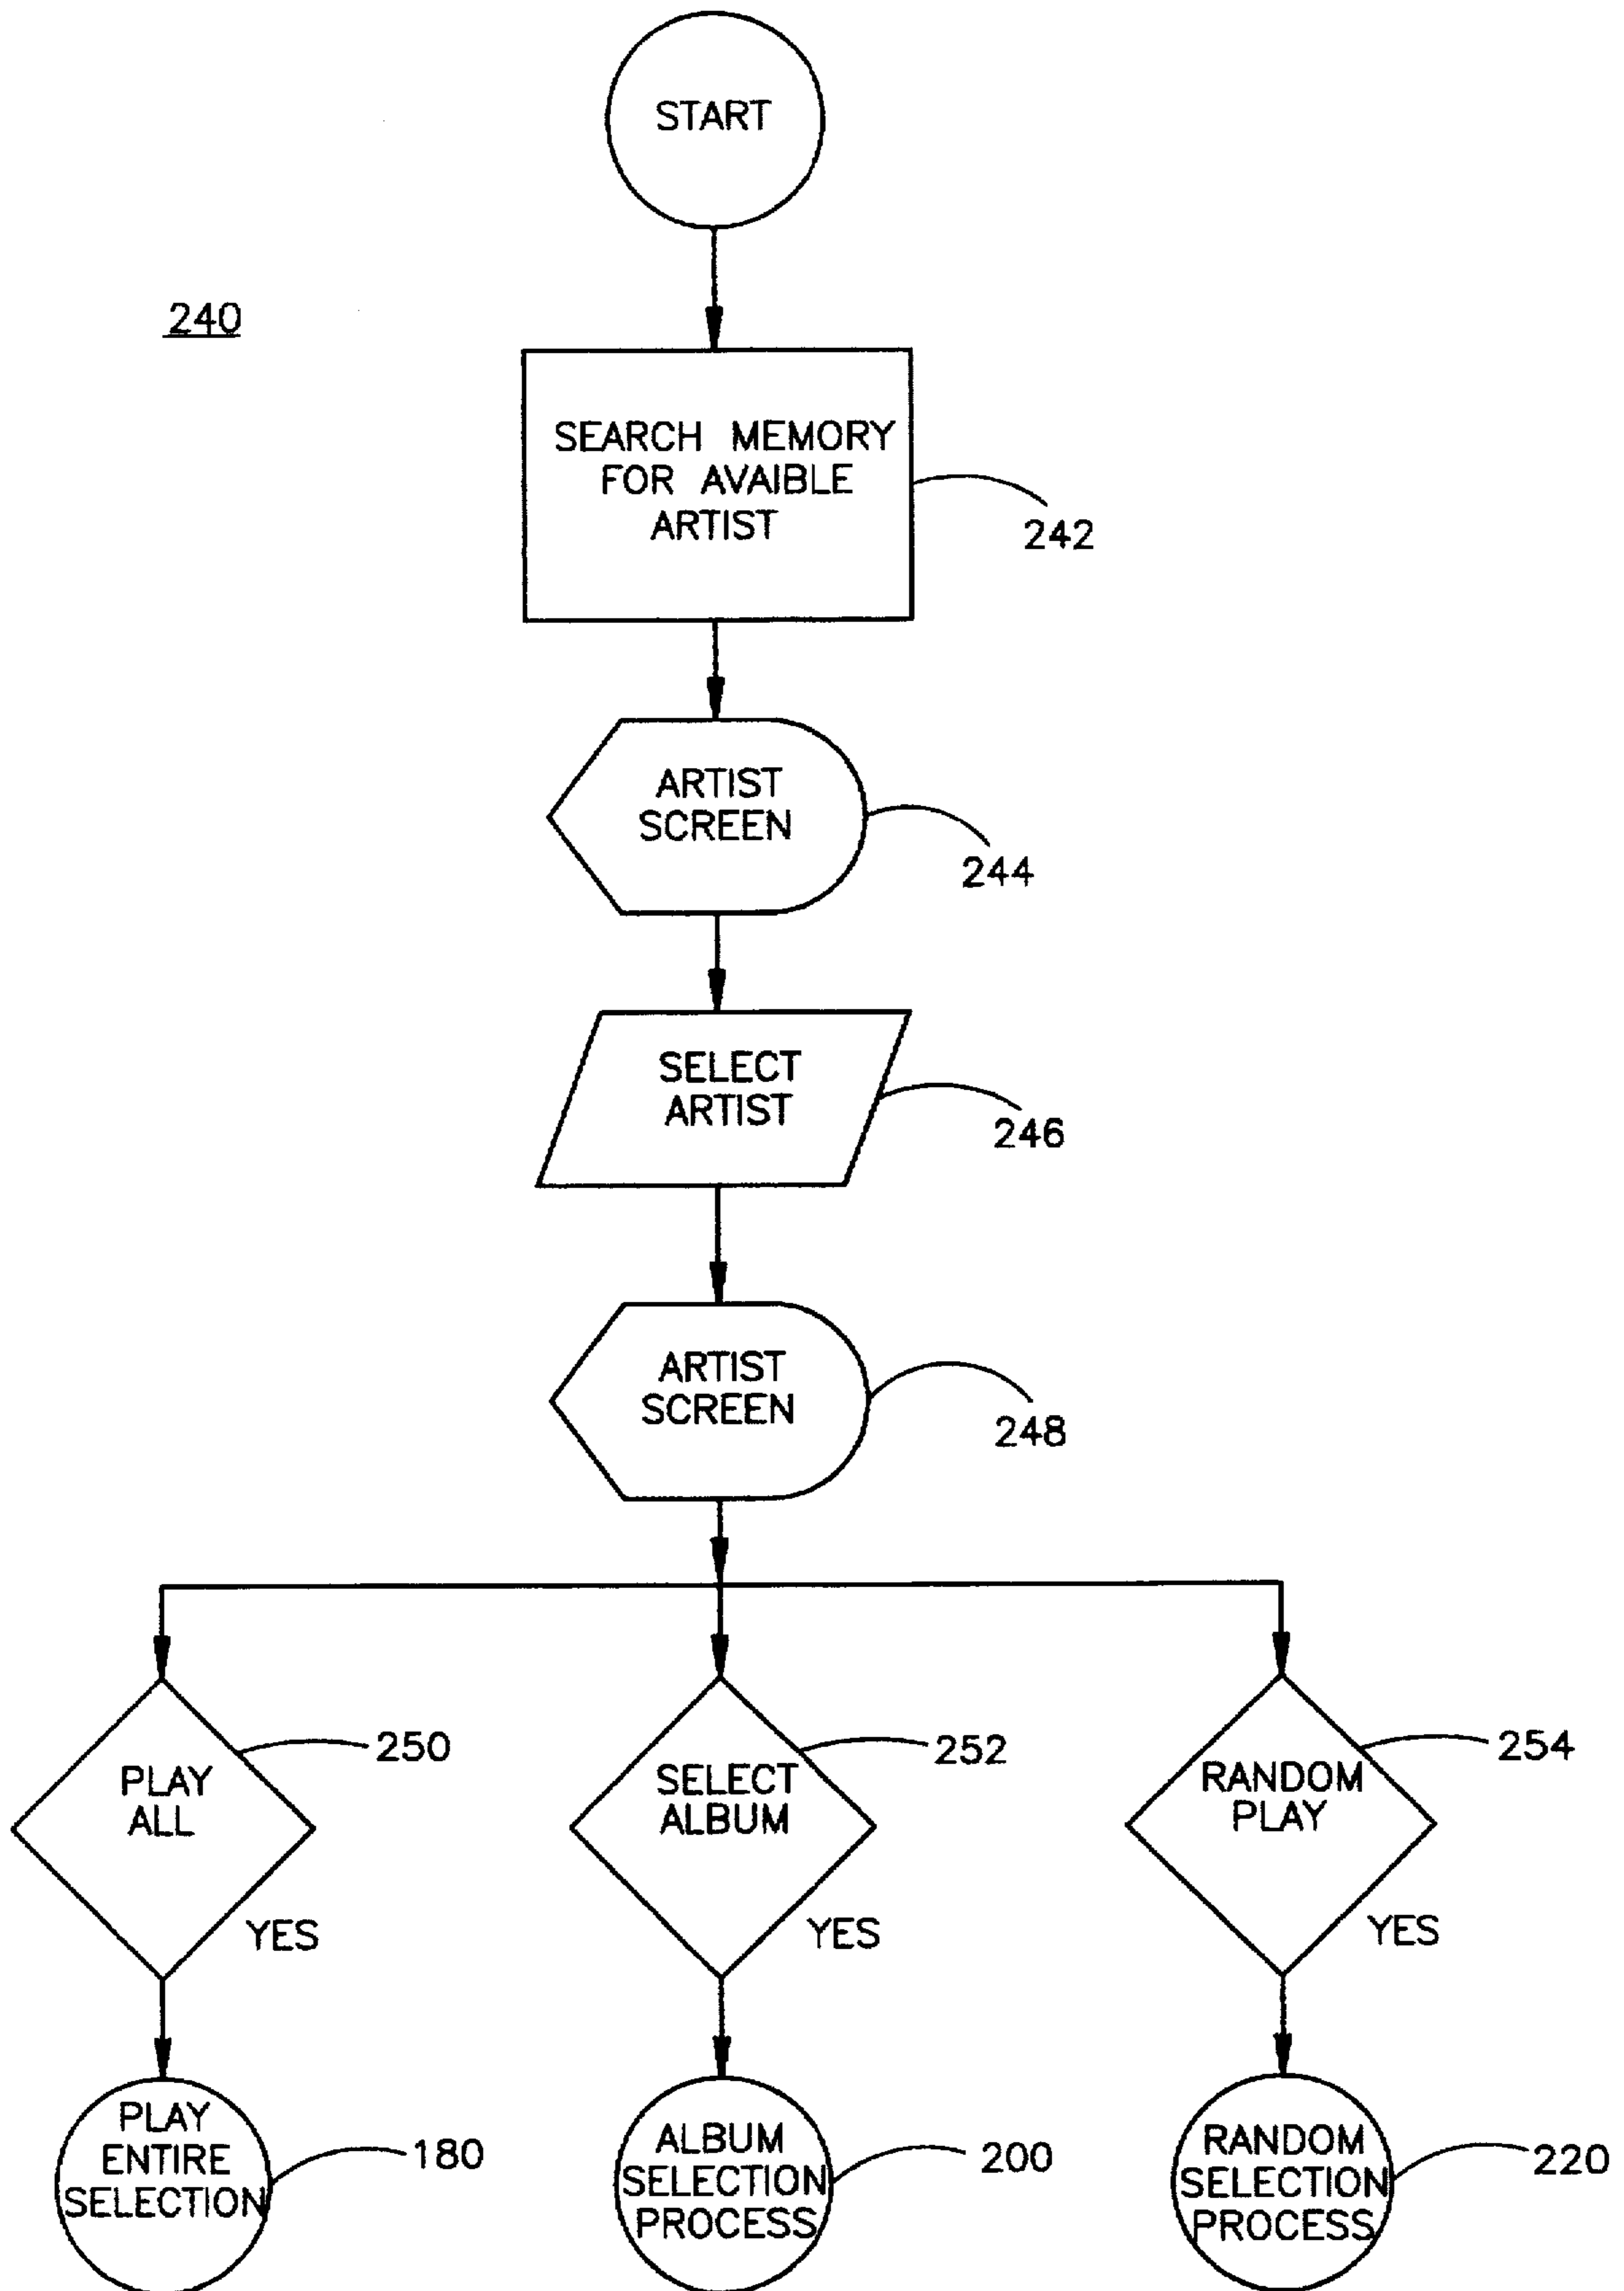 START
240
SEARCH MEMORY
FOR AVAIBLE
ARTIST
242
ARTIST
SCREEN
244
SELECT
ARTIST
246
ARTIST
SCREEN
248
PLAY
ALL
250
YES
SELECT
ALBUM
252
YES
RANDOM
PLAY
254
YES
PLAY
ENTIRE
SELECTION
180
ALBUM
SELECTION
PROCESS
200
RANDOM
SELECTION
PROCESS
220